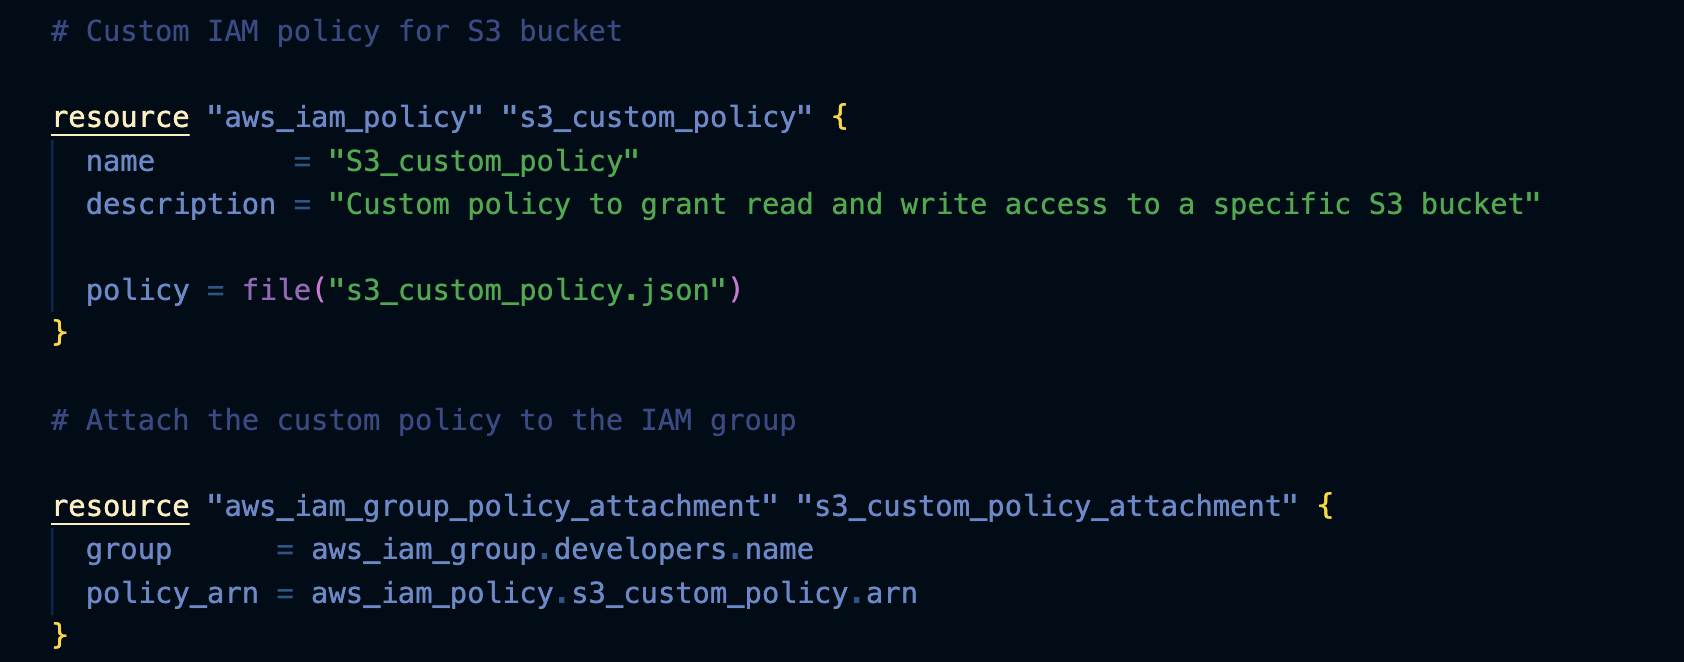 # Custom IAM policy for S3 bucket
resource "aws_iam_policy" "s3_custom_policy" {
name = "S3_custom_policy"
description = "Custom policy to grant read and write access to a specific S3 bucket"
policy = file("s3_custom_policy.json")
}
# Attach the custom policy to the IAM group
resource "aws_iam_group_policy_attachment" "s3_custom_policy_attachment" {
group = aws_iam_group.developers.name
policy_arn = aws_iam_policy.s3_custom_policy.arn
}